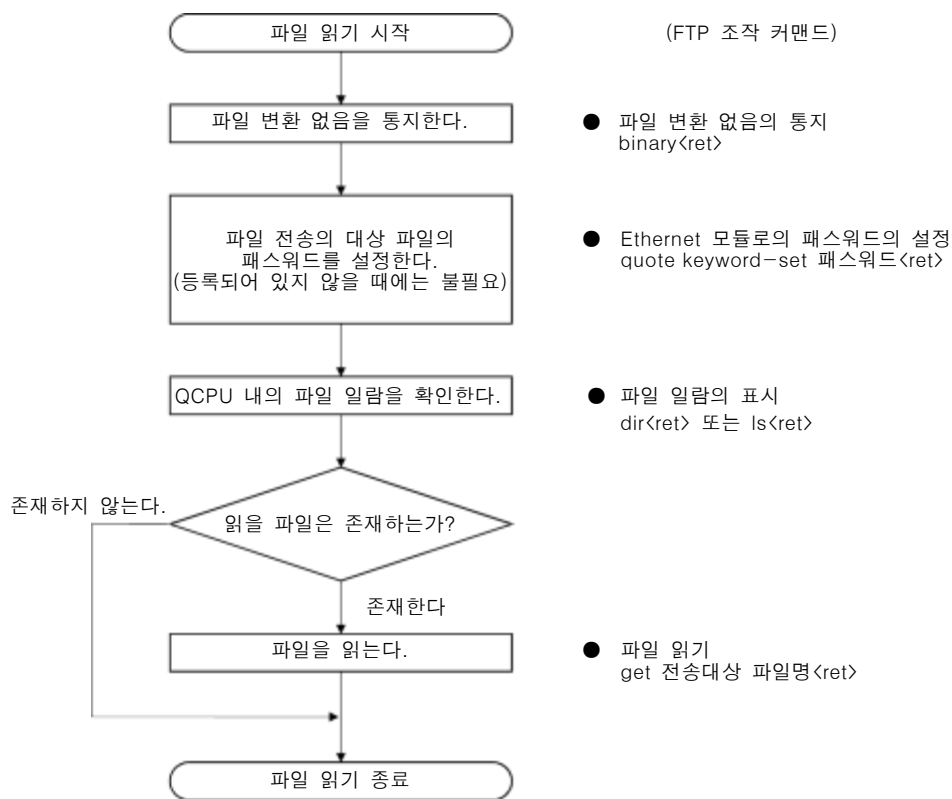 파일 읽기 시작
(FTP 조작 커맨드)
파일 변환 없음을 통지한다.
● 파일 변환 없음의 통지
binary<ret>
파일 전송의 대상 파일의
패스워드를 설정한다.
(등록되어 있지 않을 때에는 불필요)
● Ethernet 모듈로의 패스워드의 설정
quote keyword-set 패스워드<ret>
QCPU 내의 파일 일람을 확인한다.
● 파일 일람의 표시
dir<ret> 또는 ls<ret>
존재하지 않는다.
읽을 파일은 존재하는가?
존재한다
파일을 읽는다.
● 파일 읽기
get 전송대상 파일명<ret>
파일 읽기 종료